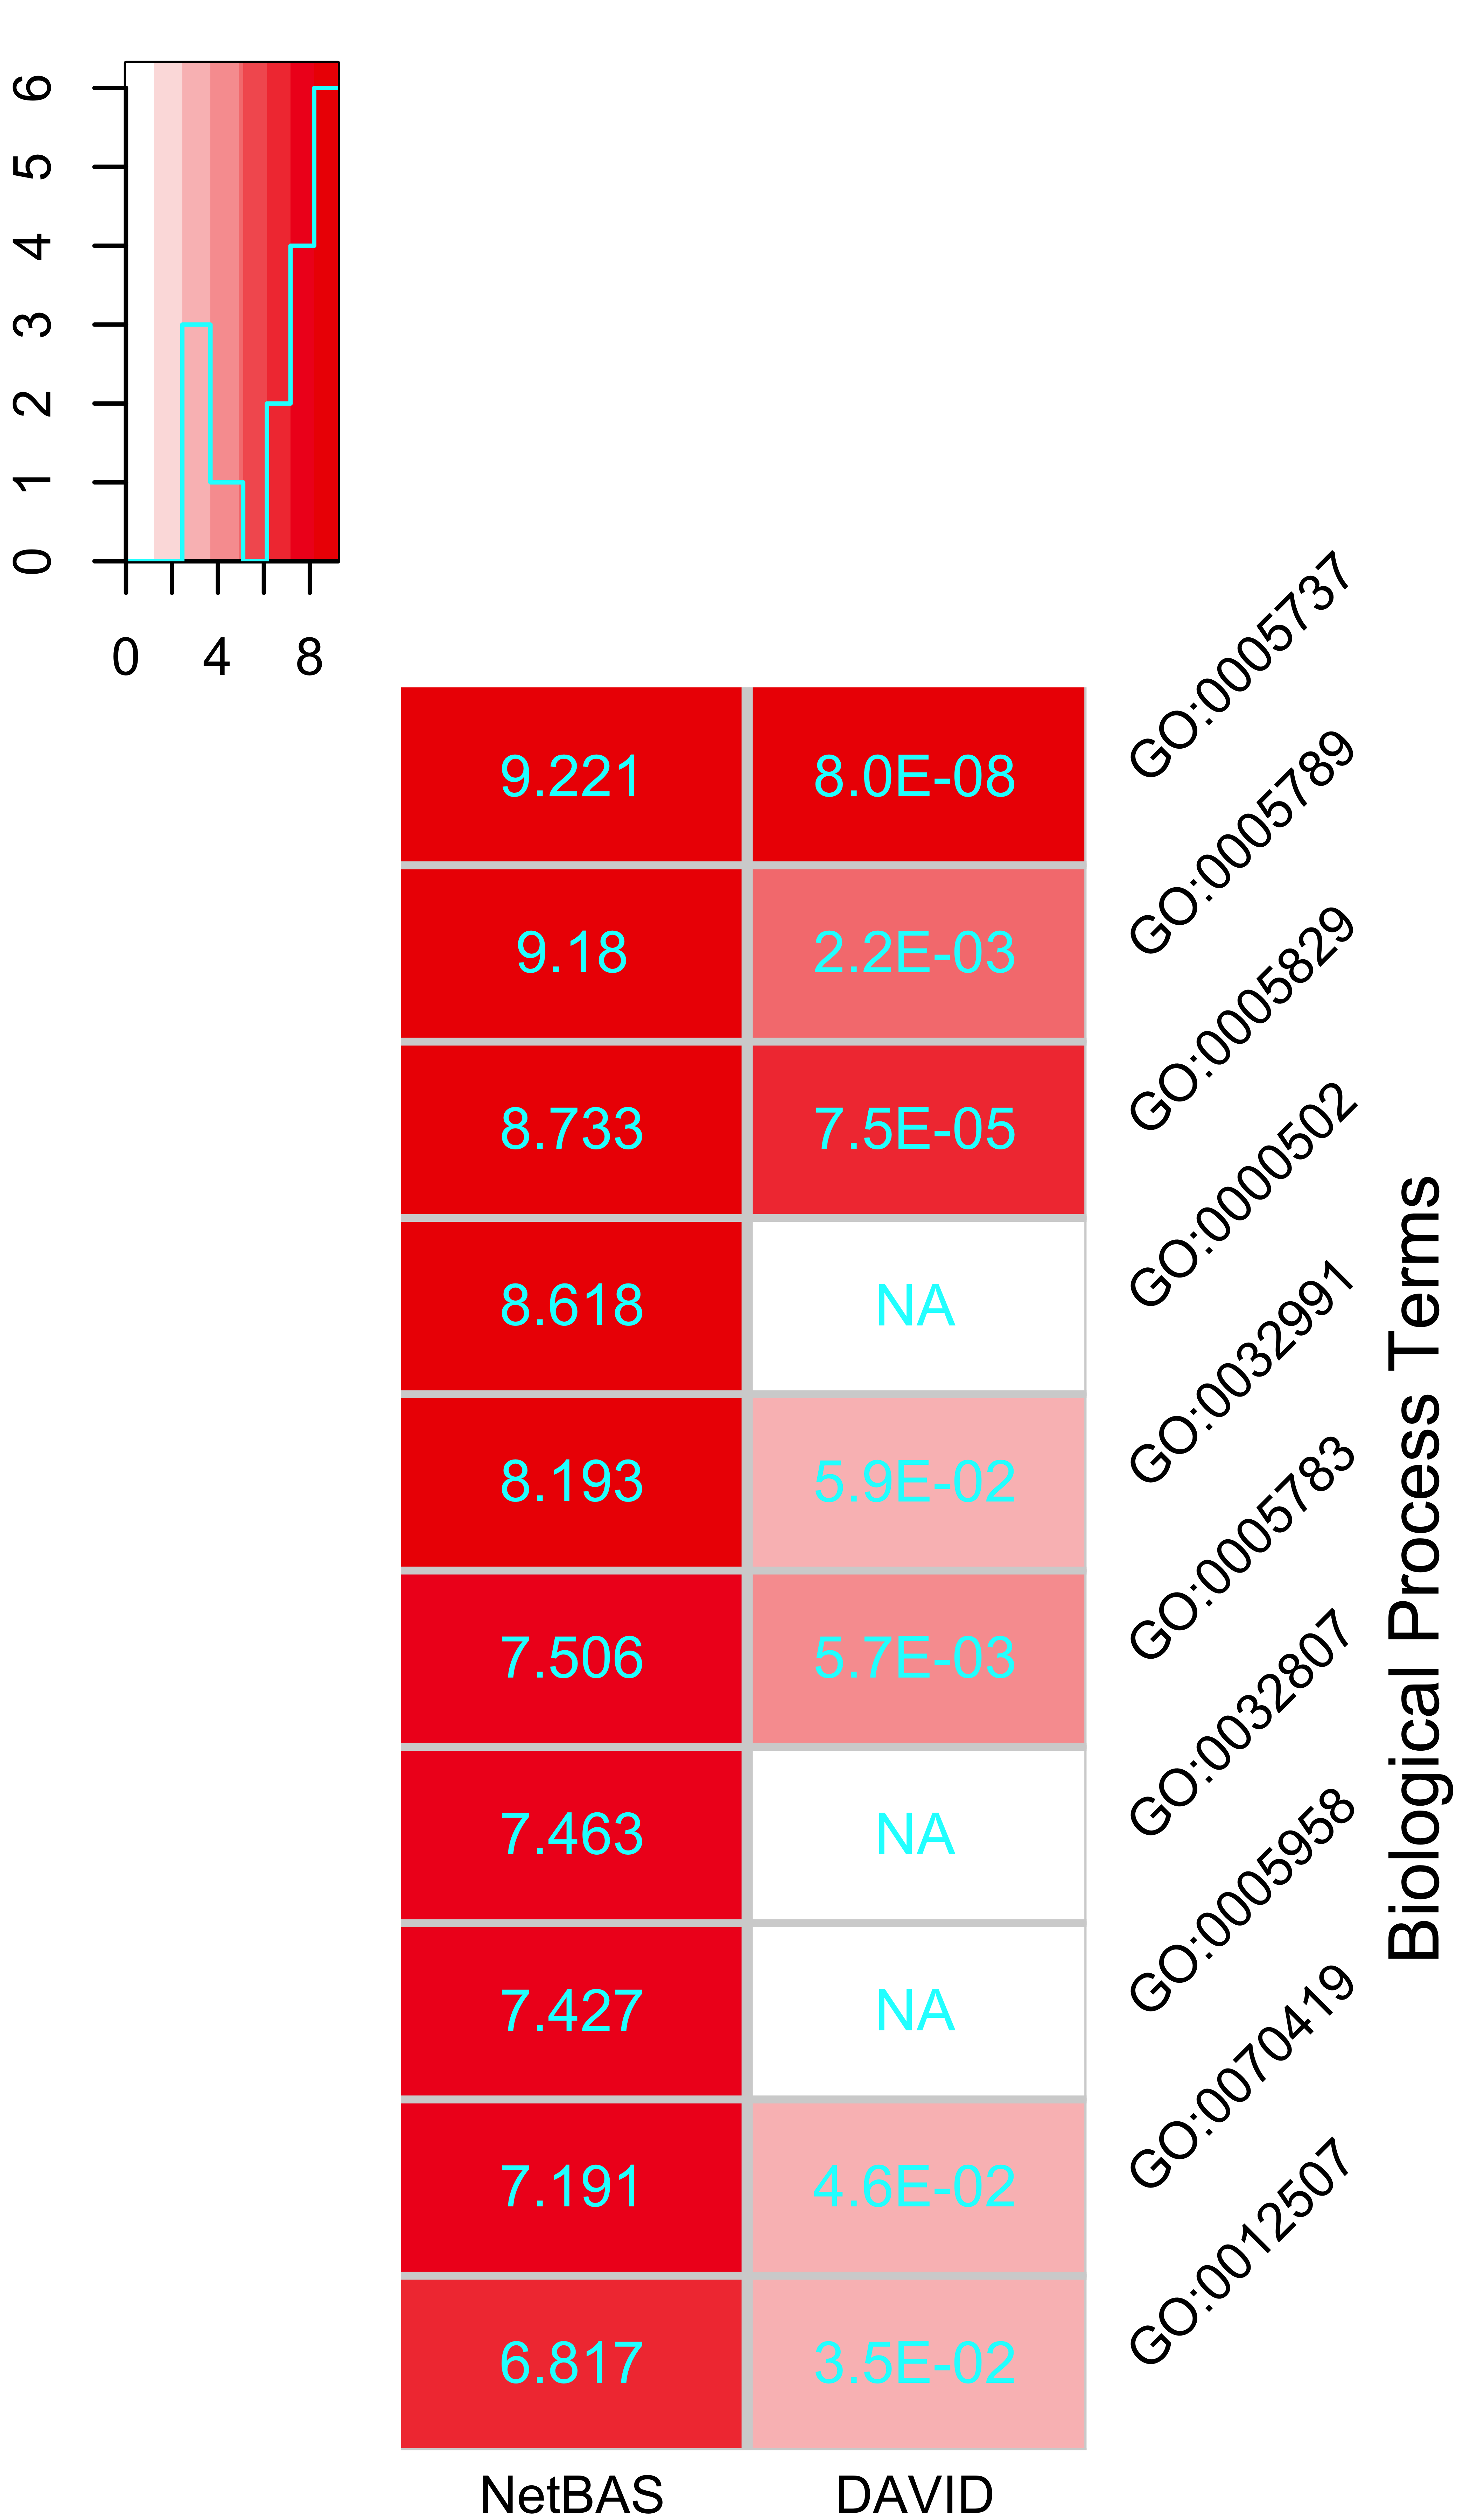 6
5
4
3
2
1
0
0 4 8
9.221 8.0E-08 GO:0005737
9.18 2.2E-03 GO:0005789
8.733 7.5E-05 GO:0005829
8.618 NA GO:0000502
8.193 5.9E-02 GO:0032991
7.506 5.7E-03 GO:0005783
7.463 NA GO:0032807
7.427 NA GO:0005958
7.191 4.6E-02 GO:0070419
6.817 3.5E-02 GO:0012507
NetBAS DAVID
Biological Process Terms